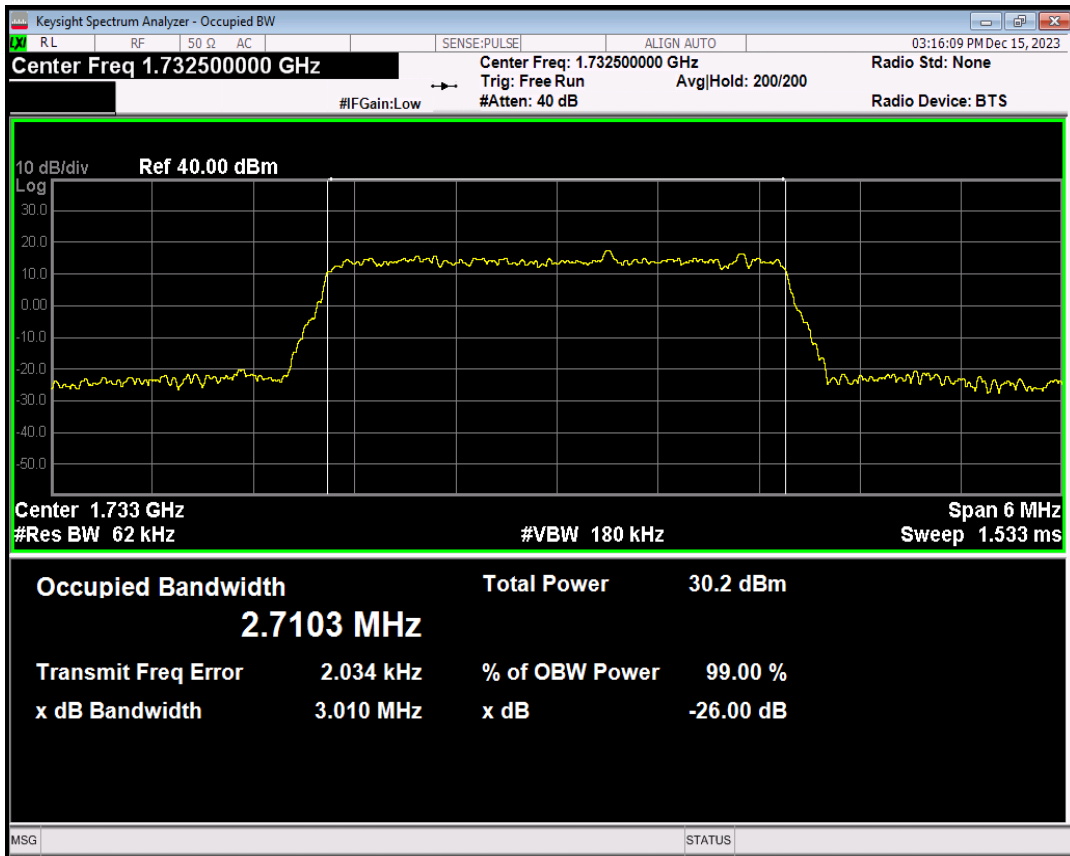 Keysight Spectrum Analyzer - Occupied BW
LXI RL RF 50 Ω AC SENSE:PULSE ALIGN AUTO 03:16:09 PM Dec 15, 2023
Center Freq 1.732500000 GHz
Center Freq: 1.732500000 GHz
Radio Std: None
Trig: Free Run Avg|Hold: 200/200
#IFGain:Low #Atten: 40 dB Radio Device: BTS
10 dB/div Ref 40.00 dBm
Log
30.0
20.0
10.0
0.00
-10.0
-20.0
-30.0
-40.0
-50.0
Center 1.733 GHz Span 6 MHz
#Res BW 62 kHz #VBW 180 kHz Sweep 1.533 ms
Occupied Bandwidth Total Power 30.2 dBm
2.7103 MHz
Transmit Freq Error 2.034 kHz % of OBW Power 99.00 %
x dB Bandwidth 3.010 MHz x dB -26.00 dB
MSG STATUS